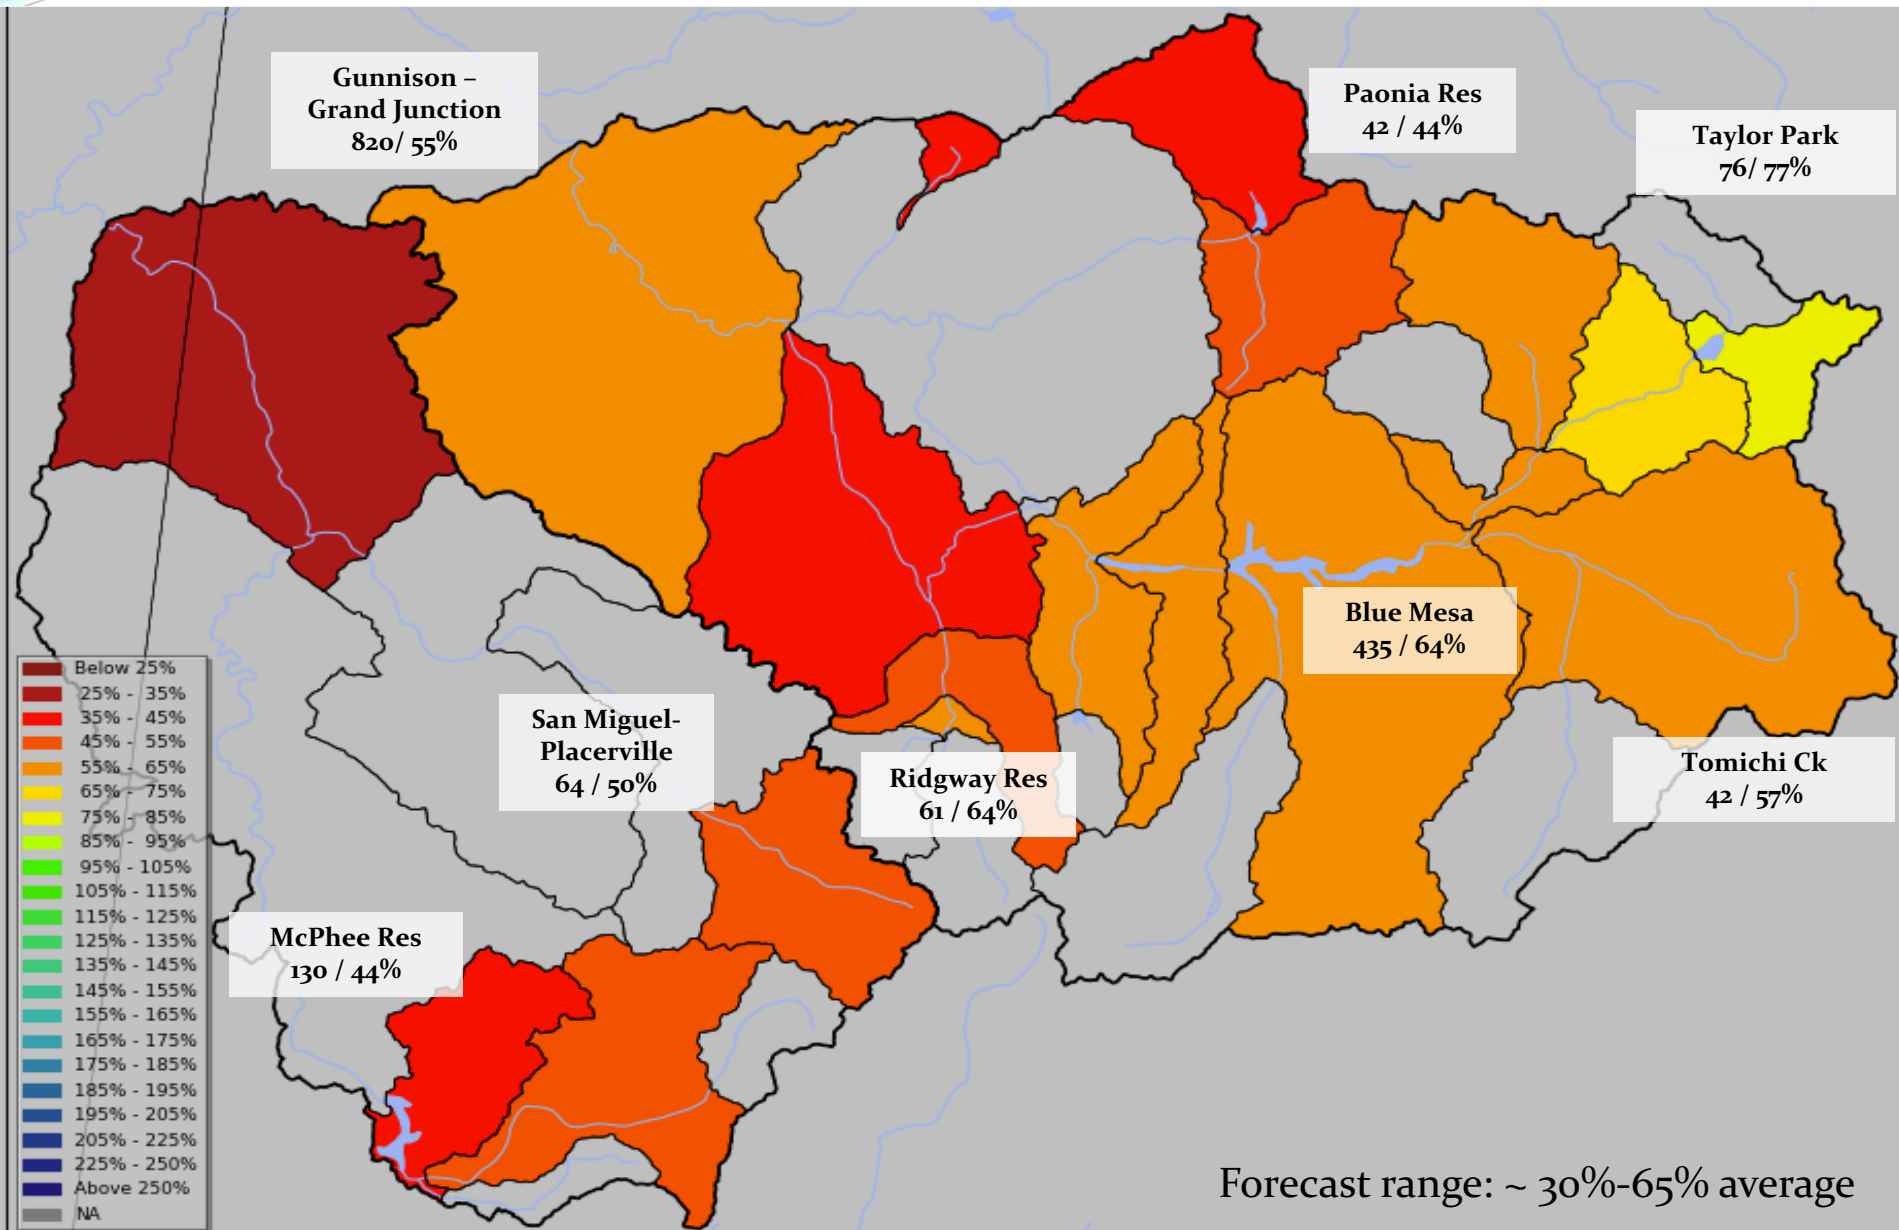 Gunnison –
Grand Junction
820/ 55%
Paonia Res
42 / 44%
Taylor Park
76/ 77%
Blue Mesa
435 / 64%
San Miguel-
Placerville
64 / 50%
Ridgway Res
61 / 64%
Tomichi Ck
42 / 57%
McPhee Res
130 / 44%
Below 25%
25% - 35%
35% - 45%
45% - 55%
55% - 65%
65% - 75%
75% - 85%
85% - 95%
95% - 105%
105% - 115%
115% - 125%
125% - 135%
135% - 145%
145% - 155%
155% - 165%
165% - 175%
175% - 185%
185% - 195%
195% - 205%
205% - 225%
225% - 250%
Above 250%
NA
Forecast range: ~ 30%-65% average